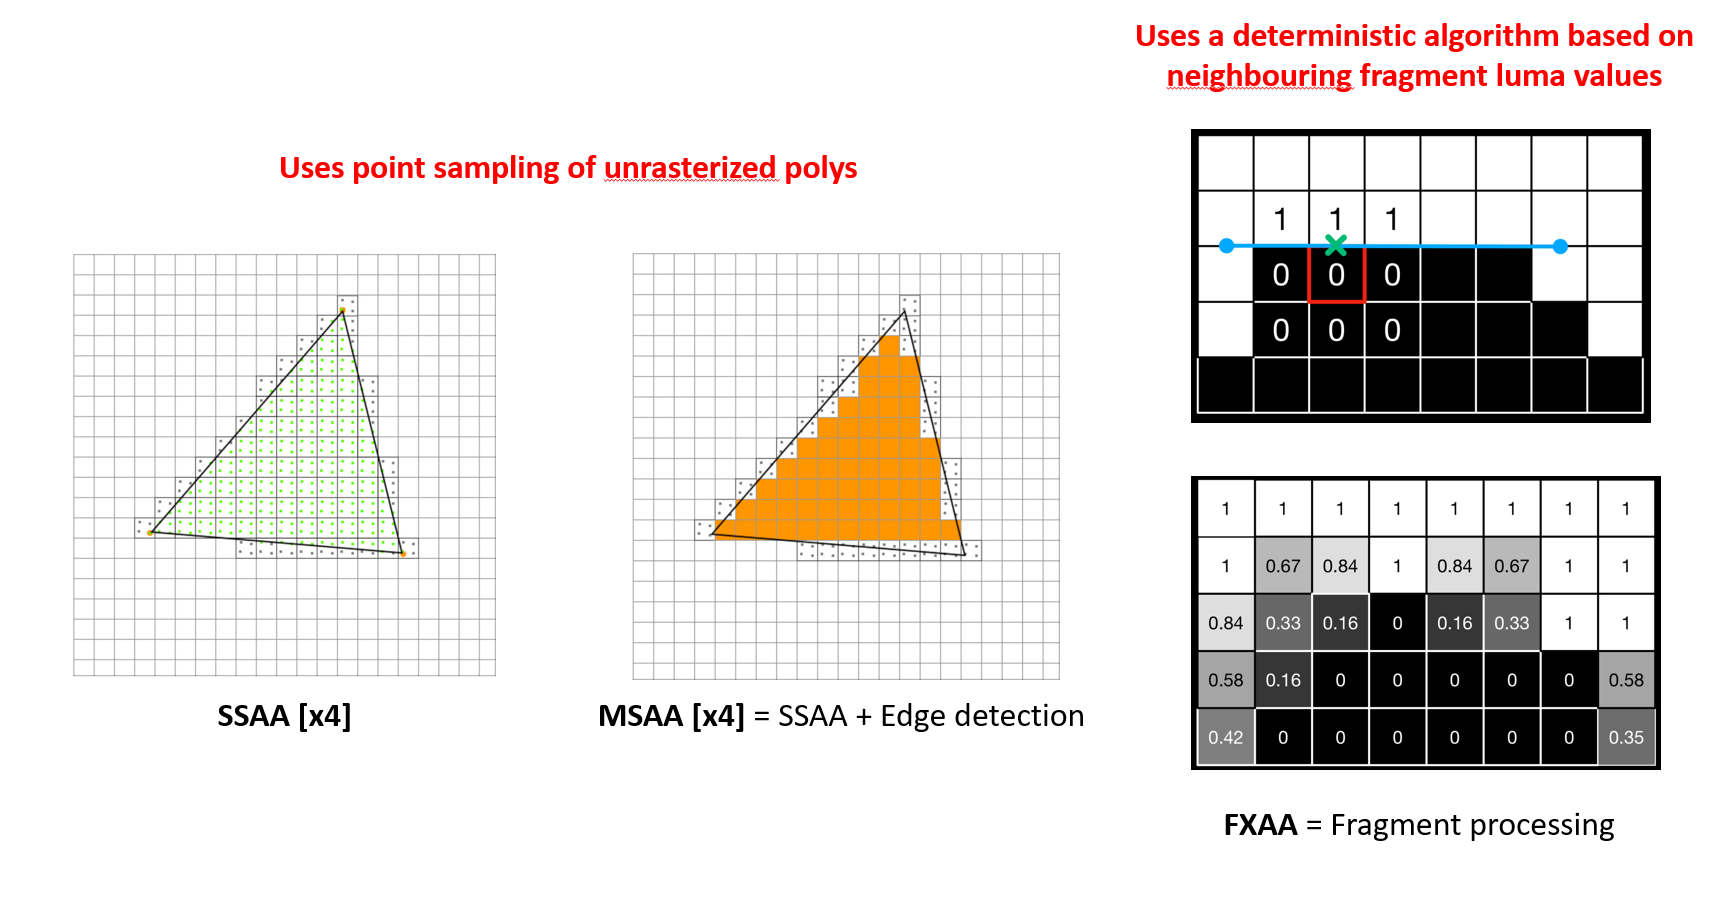 Uses a deterministic algorithm based on
neighbouring fragment luma values
Uses point sampling of unrasterized polys
1 1 1
0 0 0
0 0 0
1 1 1 1 1 1 1 1
1 0.67 0.84 1 0.84 0.67 1 1
0.84 0.33 0.16 0 0.16 0.33 1 1
0.58 0.16 0 0 0 0 0 0.58
0.42 0 0 0 0 0 0 0.35
SSAA [x4]
MSAA [x4] = SSAA + Edge detection
FXAA = Fragment processing